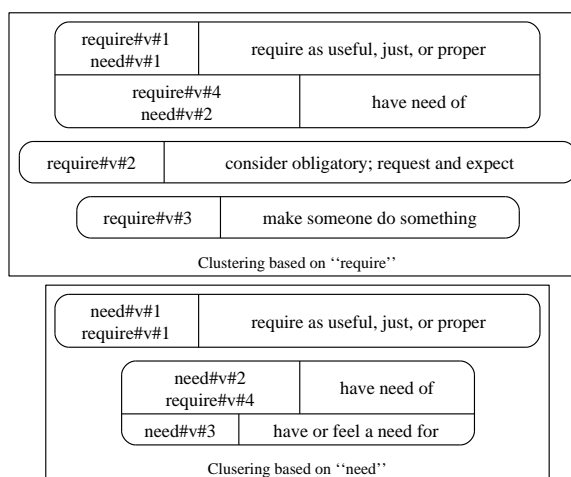 require#v#1
need#v#1
require as useful, just, or proper
require#v#4
need#v#2
have need of
require#v#2
consider obligatory; request and expect
require#v#3
make someone do something
Clustering based on ‘‘require’’
need#v#1
require#v#1
require as useful, just, or proper
need#v#2
require#v#4
have need of
need#v#3
have or feel a need for
Clusering based on ‘‘need’’